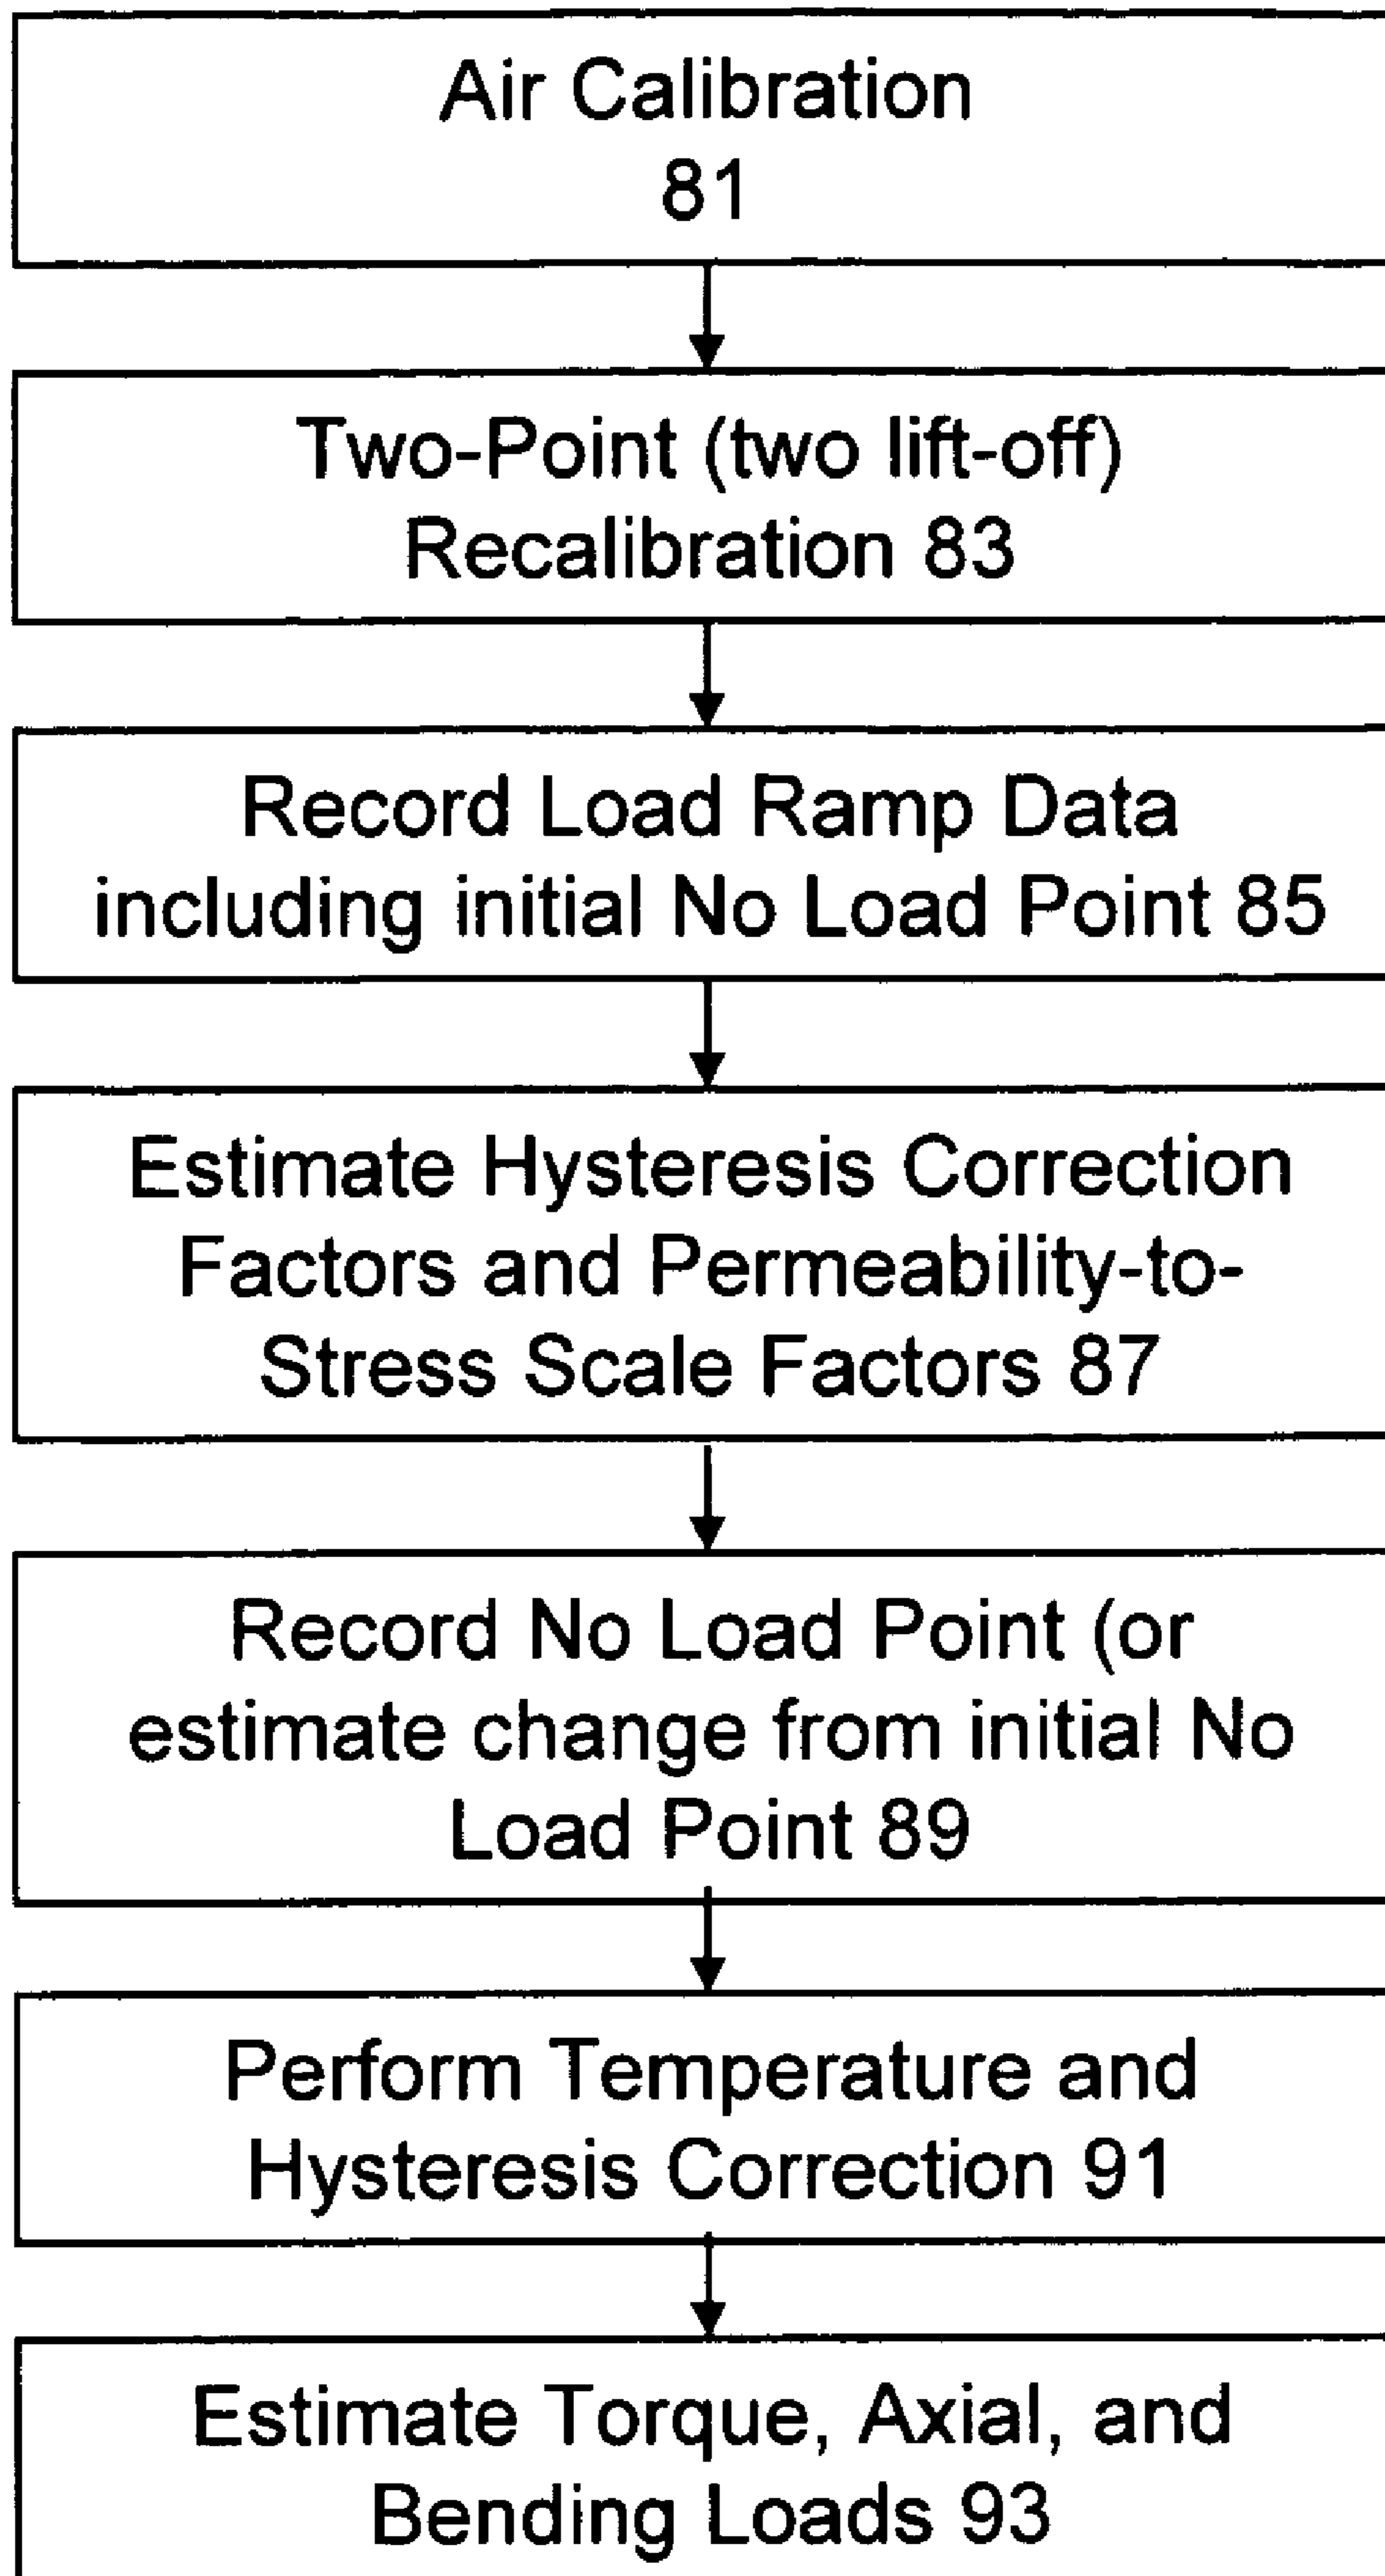 Air Calibration
81
Two-Point (two lift-off)
Recalibration 83
Record Load Ramp Data
including initial No Load Point 85
Estimate Hysteresis Correction
Factors and Permeability-to-
Stress Scale Factors 87
Record No Load Point (or
estimate change from initial No
Load Point 89
Perform Temperature and
Hysteresis Correction 91
Estimate Torque, Axial, and
Bending Loads 93